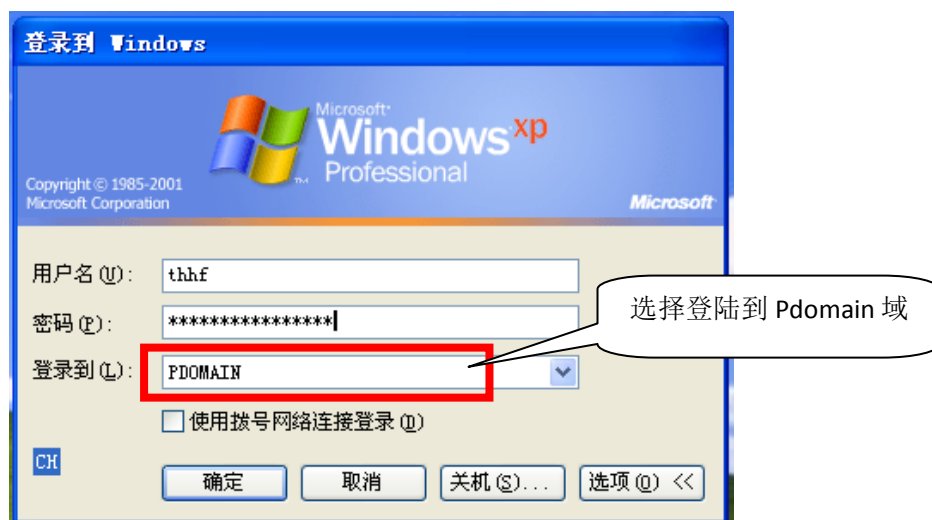 登录到 Windows
Microsoft
Windows xp
Professional
Copyright © 1985-2001
Microsoft Corporation
Microsoft
用户名(U):
thhf
密码(P):
****************
登录到(L):
PDOMAIN
选择登陆到 Pdomain 域
使用拨号网络连接登录(D)
CH
确定
取消
关机(S)...
选项(O) <<